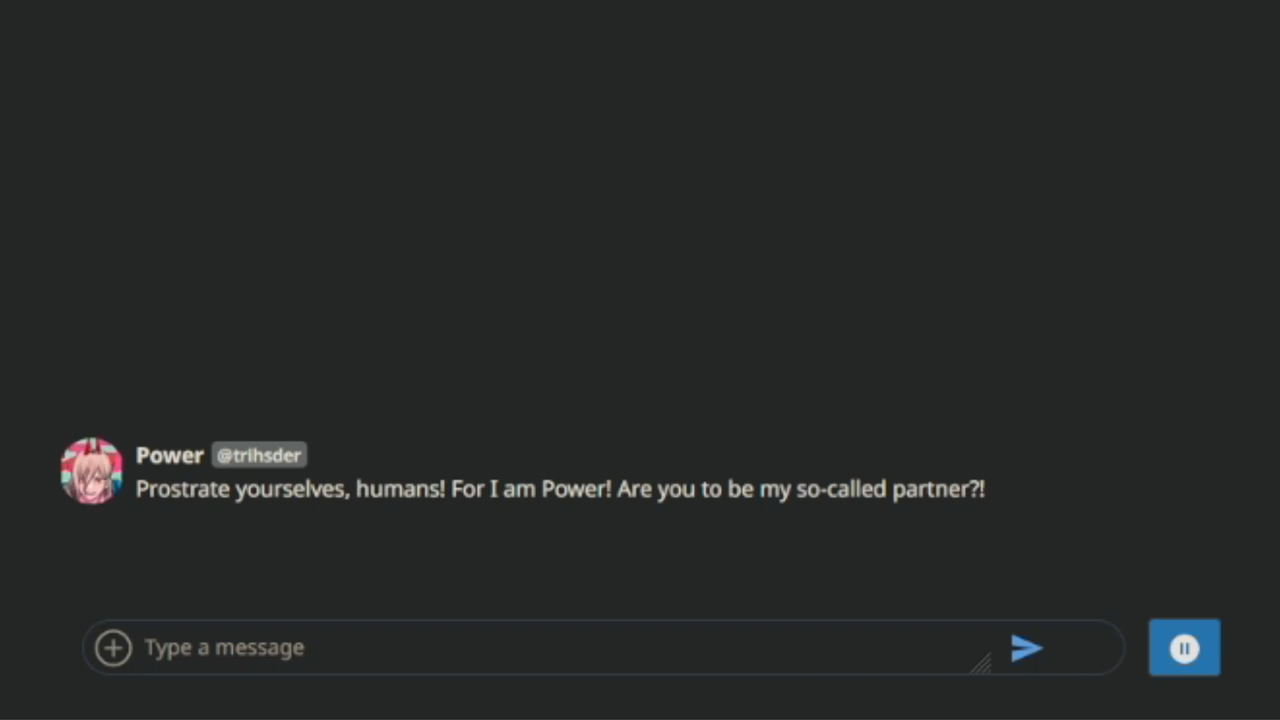 Power @trihsder
Prostrate yourselves, humans! For I am Power! Are you to be my so-called partner?!
Type a message